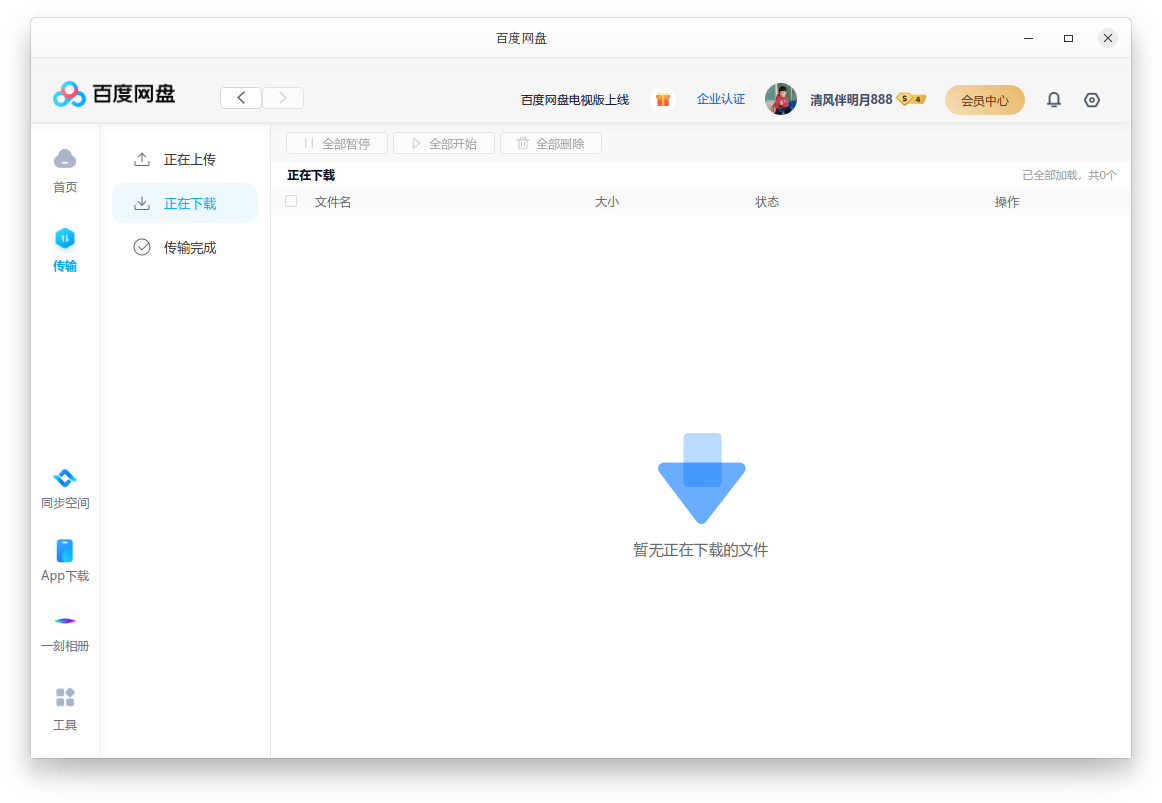 百度网盘
百度网盘
百度网盘电视版上线
企业认证
清风伴明月888
S 4
会员中心
首页
传输
同步空间
App下载
一刻相册
工具
正在上传
正在下载
传输完成
全部暂停
全部开始
全部删除
正在下载
已全部加载，共0个
文件名 大小 状态 操作
暂无正在下载的文件